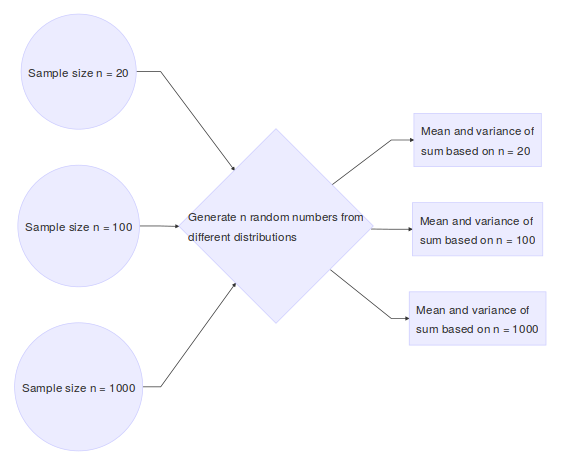 Sample size n = 20
Sample size n = 100
Sample size n = 1000
Generate n random numbers from
different distributions
Mean and variance of
sum based on n = 20
Mean and variance of
sum based on n = 100
Mean and variance of
sum based on n = 1000